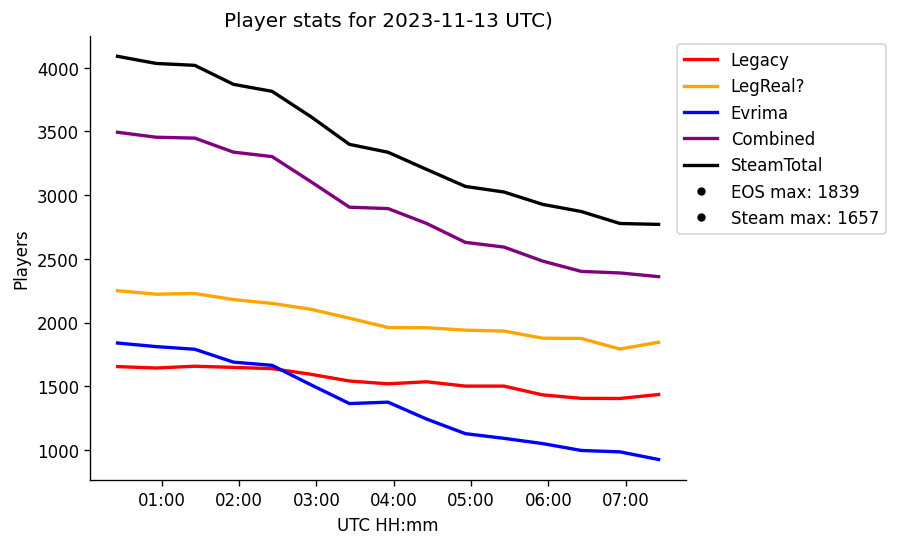 Player stats for 2023-11-13 UTC)
Legacy
LegReal?
Evrima
Combined
SteamTotal
EOS max: 1839
Steam max: 1657
Players
4000
3500
3000
2500
2000
1500
1000
01:00 02:00 03:00 04:00 05:00 06:00 07:00
UTC HH:mm